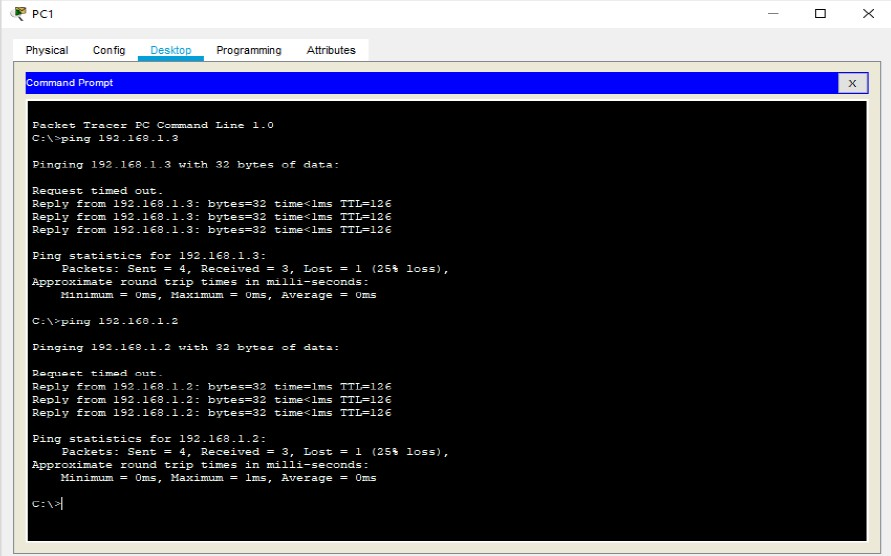 PC1
Physical Config Desktop Programming Attributes
Command Prompt
X
Packet Tracer PC Command Line 1.0
C:\>ping 192.168.1.3
Pinging 192.168.1.3 with 32 bytes of data:
Request timed out.
Reply from 192.168.1.3: bytes=32 time<1ms TTL=126
Reply from 192.168.1.3: bytes=32 time<1ms TTL=126
Reply from 192.168.1.3: bytes=32 time<1ms TTL=126
Ping statistics for 192.168.1.3:
Packets: Sent = 4, Received = 3, Lost = 1 (25% loss),
Approximate round trip times in milli-seconds:
Minimum = 0ms, Maximum = 0ms, Average = 0ms
C:\>ping 192.168.1.2
Pinging 192.168.1.2 with 32 bytes of data:
Request timed out.
Reply from 192.168.1.2: bytes=32 time=1ms TTL=126
Reply from 192.168.1.2: bytes=32 time<1ms TTL=126
Reply from 192.168.1.2: bytes=32 time<1ms TTL=126
Ping statistics for 192.168.1.2:
Packets: Sent = 4, Received = 3, Lost = 1 (25% loss),
Approximate round trip times in milli-seconds:
Minimum = 0ms, Maximum = 1ms, Average = 0ms
C:\>